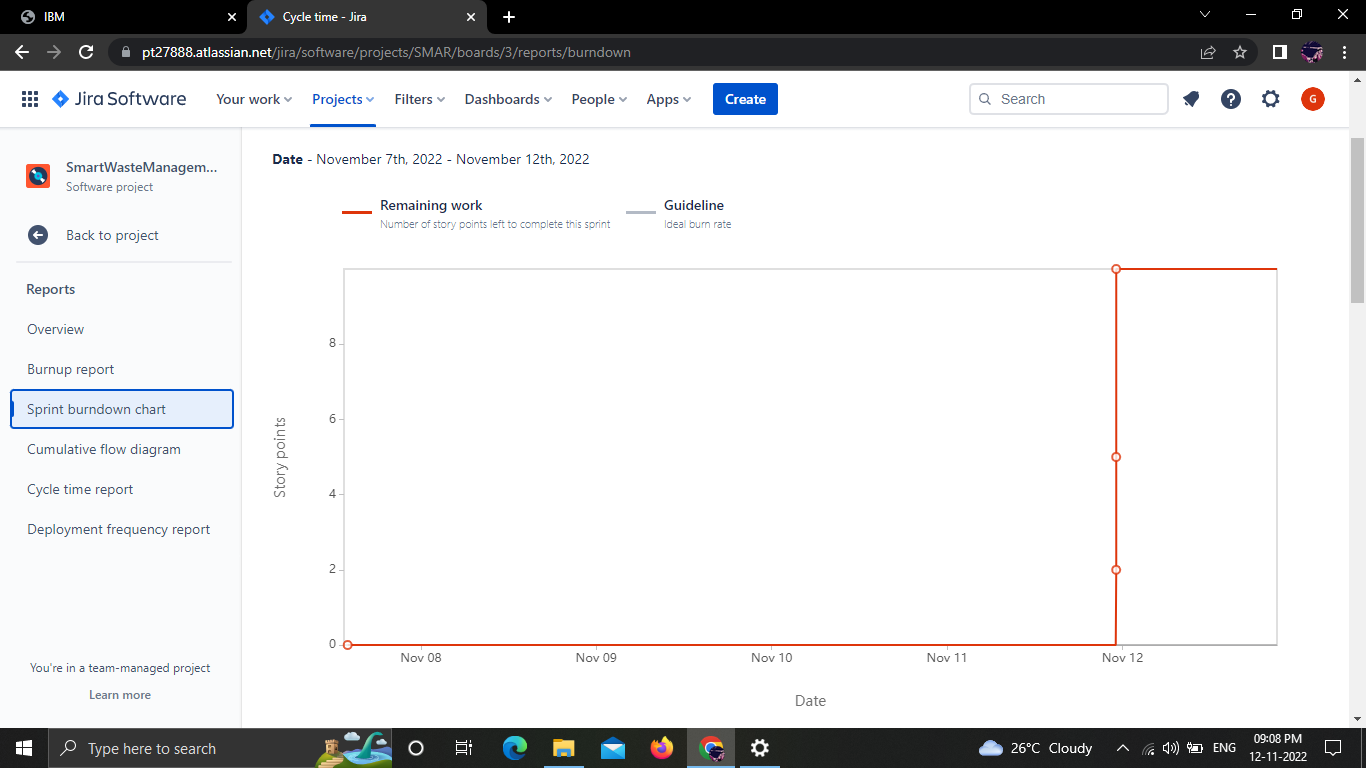 IBM
Cycle time - Jira
pt27888.atlassian.net/jira/software/projects/SMAR/boards/3/reports/burndown
Jira Software
Your work
Projects
Filters
Dashboards
People
Apps
Create
Search
G
SmartWasteManagem...
Software project
Back to project
Reports
Overview
Burnup report
Sprint burndown chart
Cumulative flow diagram
Cycle time report
Deployment frequency report
You're in a team-managed project
Learn more
Date - November 7th, 2022 - November 12th, 2022
Remaining work
Number of story points left to complete this sprint
Guideline
Ideal burn rate
Story points
8
6
4
2
0
Nov 08
Nov 09
Nov 10
Nov 11
Nov 12
Date
Type here to search
26°C Cloudy
ENG
09:08 PM
12-11-2022